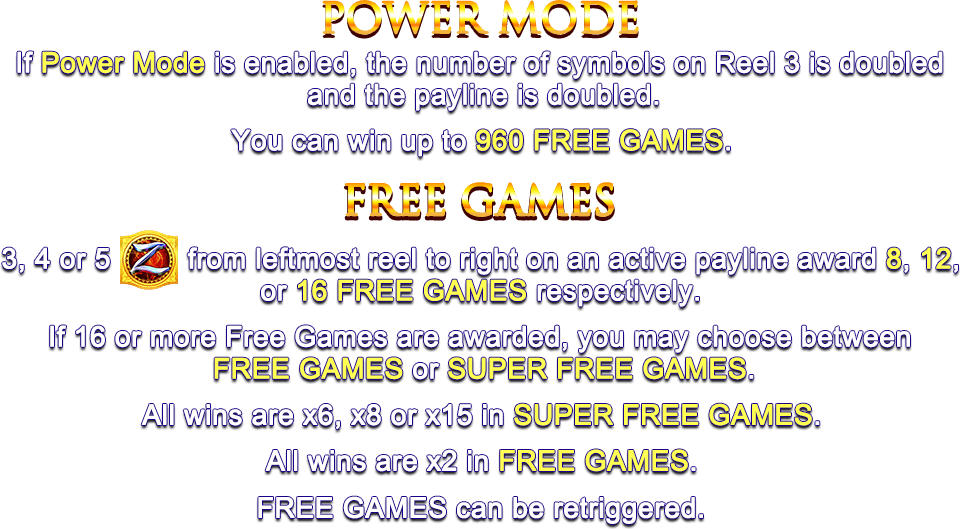 POWER MODE
If Power Mode is enabled, the number of symbols on Reel 3 is doubled
and the payline is doubled.
You can win up to 960 FREE GAMES.
FREE GAMES
3, 4 or 5 Z from leftmost reel to right on an active payline award 8, 12,
or 16 FREE GAMES respectively.
If 16 or more Free Games are awarded, you may choose between
FREE GAMES or SUPER FREE GAMES.
All wins are x6, x8 or x15 in SUPER FREE GAMES.
All wins are x2 in FREE GAMES.
FREE GAMES can be retriggered.